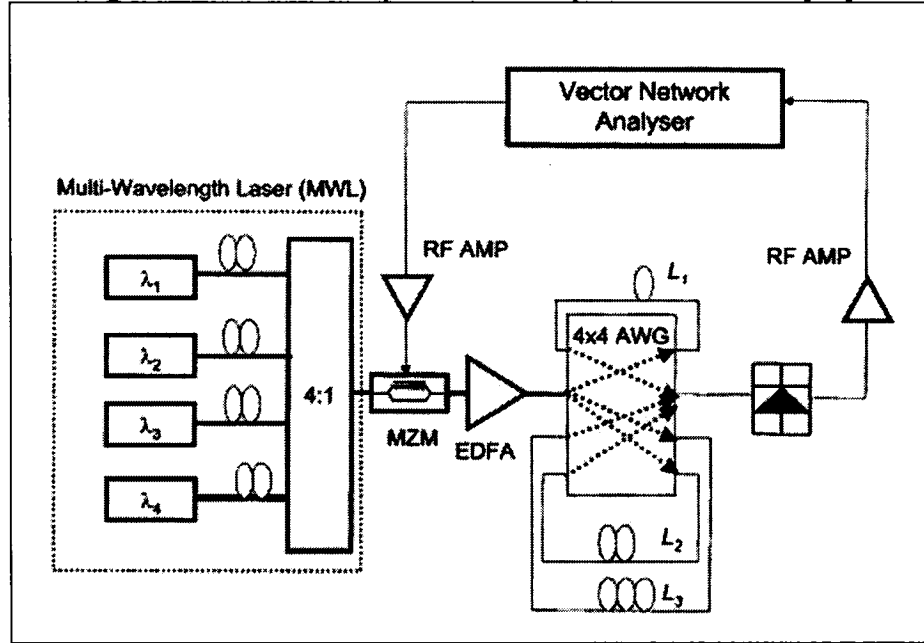 Vector Network
Analyser
Multi-Wavelength Laser (MWL)
RF AMP
RF AMP
λ1
λ2
λ3
λ4
4:1
MZM
EDFA
4x4 AWG
L1
L2
L3